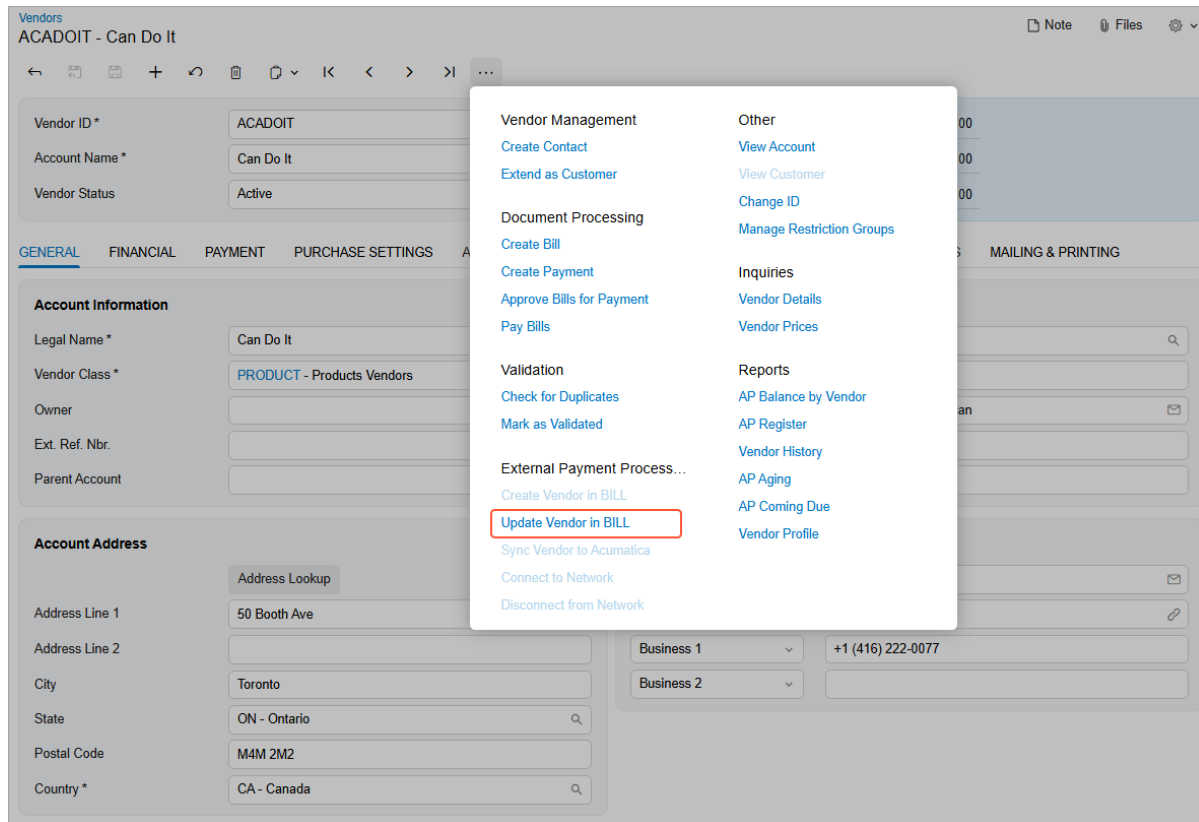 Vendors
ACADOIT - Can Do It
Note
Files
Vendor ID *
ACADOIT
00
Account Name *
Can Do It
00
Vendor Status
Active
00
Vendor Management
Create Contact
Extend as Customer
Document Processing
Create Bill
Create Payment
Approve Bills for Payment
Pay Bills
Validation
Check for Duplicates
Mark as Validated
External Payment Process...
Create Vendor in BILL
Update Vendor in BILL
Sync Vendor to Acumatica
Connect to Network
Disconnect from Network
Other
View Account
View Customer
Change ID
Manage Restriction Groups
Inquiries
Vendor Details
Vendor Prices
Reports
AP Balance by Vendor
AP Register
Vendor History
AP Aging
AP Coming Due
Vendor Profile
GENERAL FINANCIAL PAYMENT PURCHASE SETTINGS A S MAILING & PRINTING
Account Information
Legal Name * Can Do It
Vendor Class * PRODUCT - Products Vendors
Owner
an
Ext. Ref. Nbr.
Parent Account
Account Address
Address Lookup
Address Line 1 50 Booth Ave
Address Line 2
Business 1 +1 (416) 222-0077
City Toronto
Business 2
State ON - Ontario
Postal Code M4M 2M2
Country * CA - Canada